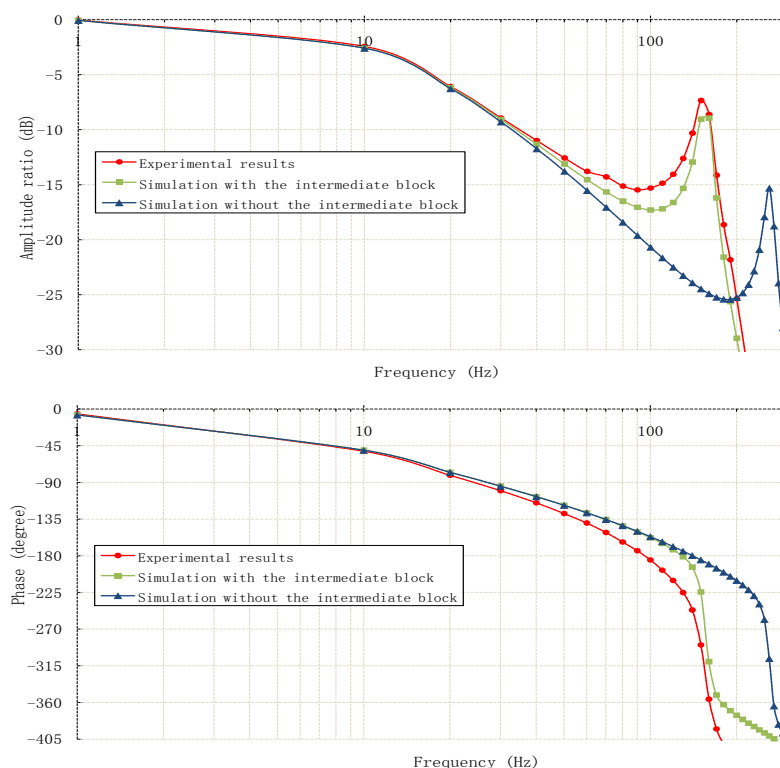 0
1
10
100
-5
-10
-15
-20
-25
-30
Amplitude ratio (dB)
Experimental results
Simulation with the intermediate block
Simulation without the intermediate block
Frequency (Hz)
0
1
10
100
-45
-90
-135
-180
-225
-270
-315
-360
-405
Phase (degree)
Experimental results
Simulation with the intermediate block
Simulation without the intermediate block
Frequency (Hz)